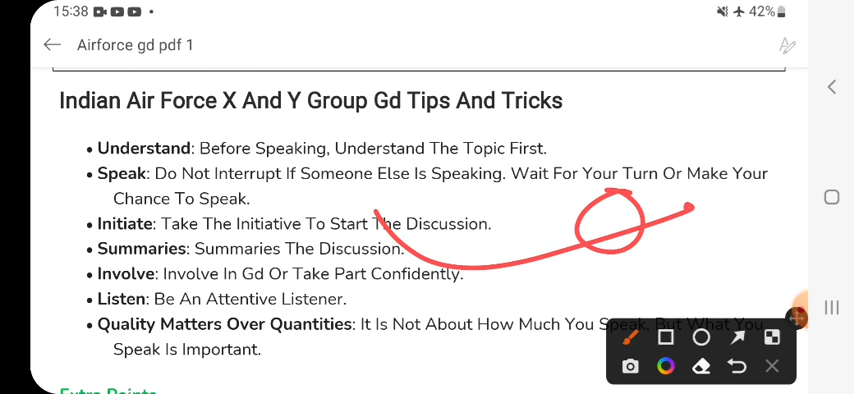 15:38
42%
Airforce gd pdf 1
Indian Air Force X And Y Group Gd Tips And Tricks
• Understand: Before Speaking, Understand The Topic First.
• Speak: Do Not Interrupt If Someone Else Is Speaking. Wait For Your Turn Or Make Your
Chance To Speak.
• Initiate: Take The Initiative To Start The Discussion.
• Summaries: Summaries The Discussion.
• Involve: Involve In Gd Or Take Part Confidently.
• Listen: Be An Attentive Listener.
• Quality Matters Over Quantities: It Is Not About How Much You Speak, But What You
Speak Is Important.
Extra Points